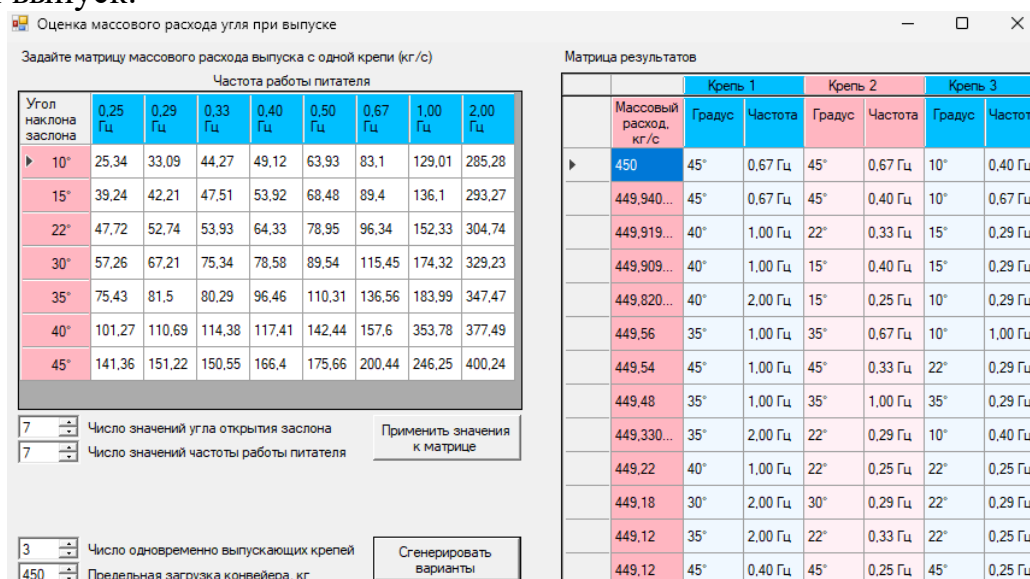 выпуск.
Оценка массового расхода угля при выпуске
Задайте матрицу массового расхода выпуска с одной крепи (кг/с)
Частота работы питателя
Угол наклона заслона 0,25 Гц 0,29 Гц 0,33 Гц 0,40 Гц 0,50 Гц 0,67 Гц 1,00 Гц 2,00 Гц
10° 25,34 33,09 44,27 49,12 63,93 83,1 129,01 285,28
15° 39,24 42,21 47,51 53,92 68,48 89,4 136,1 293,27
22° 47,72 52,74 53,93 64,33 78,95 96,34 152,33 304,74
30° 57,26 67,21 75,34 78,58 89,54 115,45 174,32 329,23
35° 75,43 81,5 80,29 96,46 110,31 136,56 183,99 347,47
40° 101,27 110,69 114,38 117,41 142,44 157,6 353,78 377,49
45° 141,36 151,22 150,55 166,4 175,66 200,44 246,25 400,24
7 Число значений угла открытия заслона
7 Число значений частоты работы питателя
Применить значения к матрице
3 Число одновременно выпускающих крепей
450 Предельная загрузка конвейера, кг
Сгенерировать варианты
Матрица результатов
Крепь 1 Крепь 2 Крепь 3
Массовый расход, кг/с Градус Частота Градус Частота Градус Частот
450 45° 0,67 Гц 45° 0,67 Гц 10° 0,40 Гц
449,940... 45° 0,67 Гц 45° 0,40 Гц 10° 0,67 Гц
449,919... 40° 1,00 Гц 22° 0,33 Гц 15° 0,29 Гц
449,909... 40° 1,00 Гц 15° 0,40 Гц 15° 0,29 Гц
449,820... 40° 2,00 Гц 15° 0,25 Гц 10° 0,29 Гц
449,56 35° 1,00 Гц 35° 0,67 Гц 10° 1,00 Гц
449,54 45° 1,00 Гц 45° 0,33 Гц 22° 0,29 Гц
449,48 35° 1,00 Гц 35° 1,00 Гц 35° 0,29 Гц
449,330... 35° 2,00 Гц 22° 0,29 Гц 10° 0,40 Гц
449,22 40° 1,00 Гц 22° 0,25 Гц 22° 0,25 Гц
449,18 30° 2,00 Гц 30° 0,29 Гц 22° 0,29 Гц
449,12 35° 2,00 Гц 22° 0,33 Гц 22° 0,25 Гц
449,12 45° 0,40 Гц 45° 0,25 Гц 45° 0,25 Гц